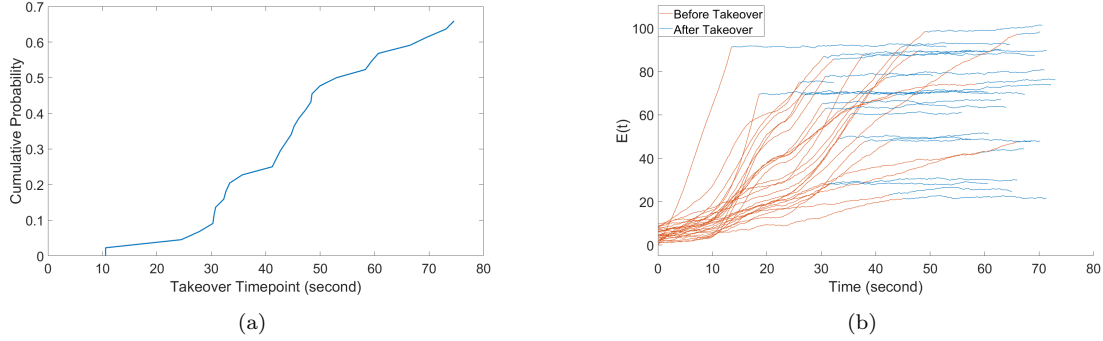 0.7
0.6
0.5
0.4
0.3
0.2
0.1
0
Cumulative Probability
0 10 20 30 40 50 60 70 80
Takeover Timepoint (second)
(a)
Before Takeover
After Takeover
100
80
60
40
20
0
E(t)
0 10 20 30 40 50 60 70 80
Time (second)
(b)